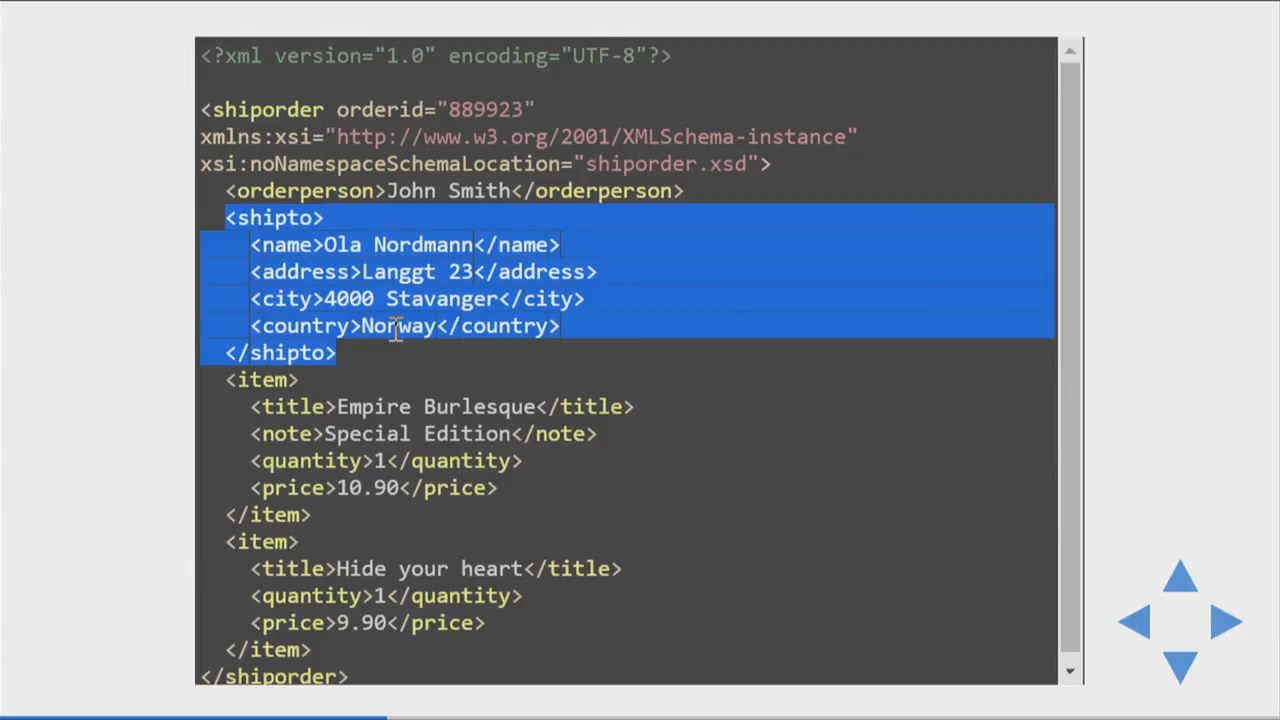 <?xml version="1.0" encoding="UTF-8"?>
<shiporder orderid="889923"
xmlns:xsi="http://www.w3.org/2001/XMLSchema-instance"
xsi:noNamespaceSchemaLocation="shiporder.xsd">
  <orderperson>John Smith</orderperson>
  <shipto>
    <name>Ola Nordmann</name>
    <address>Langgt 23</address>
    <city>4000 Stavanger</city>
    <country>Norway</country>
  </shipto>
  <item>
    <title>Empire Burlesque</title>
    <note>Special Edition</note>
    <quantity>1</quantity>
    <price>10.90</price>
  </item>
  <item>
    <title>Hide your heart</title>
    <quantity>1</quantity>
    <price>9.90</price>
  </item>
</shiporder>